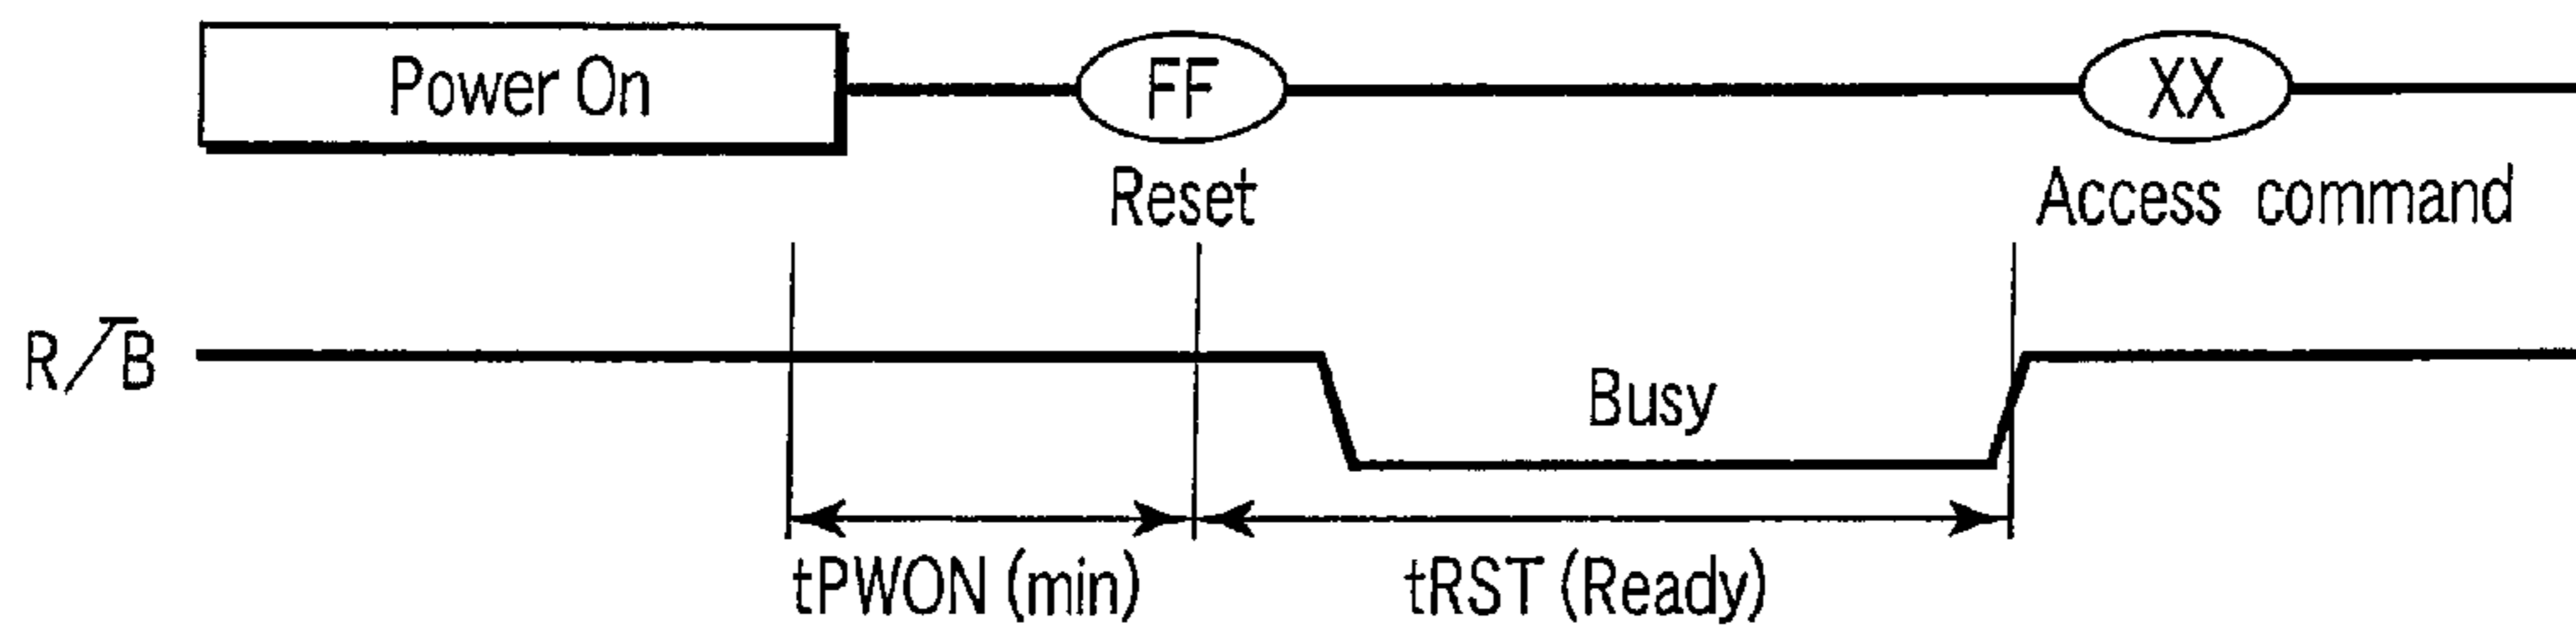 Power On
FF
XX
Reset
Access command
R/B̅
Busy
tPWON (min)
tRST (Ready)